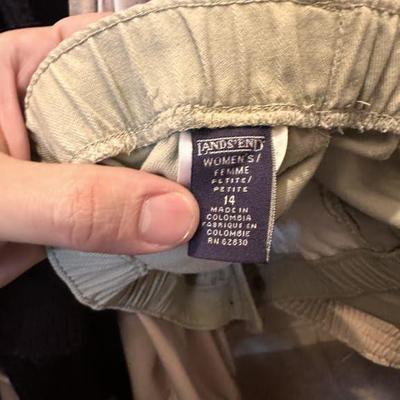 LANDS' END
WOMEN'S/
FEMME
PETITE/
PETITE
14
MADE IN
COLOMBIA
FABRIQUÉ EN
COLOMBIE
RN 62830